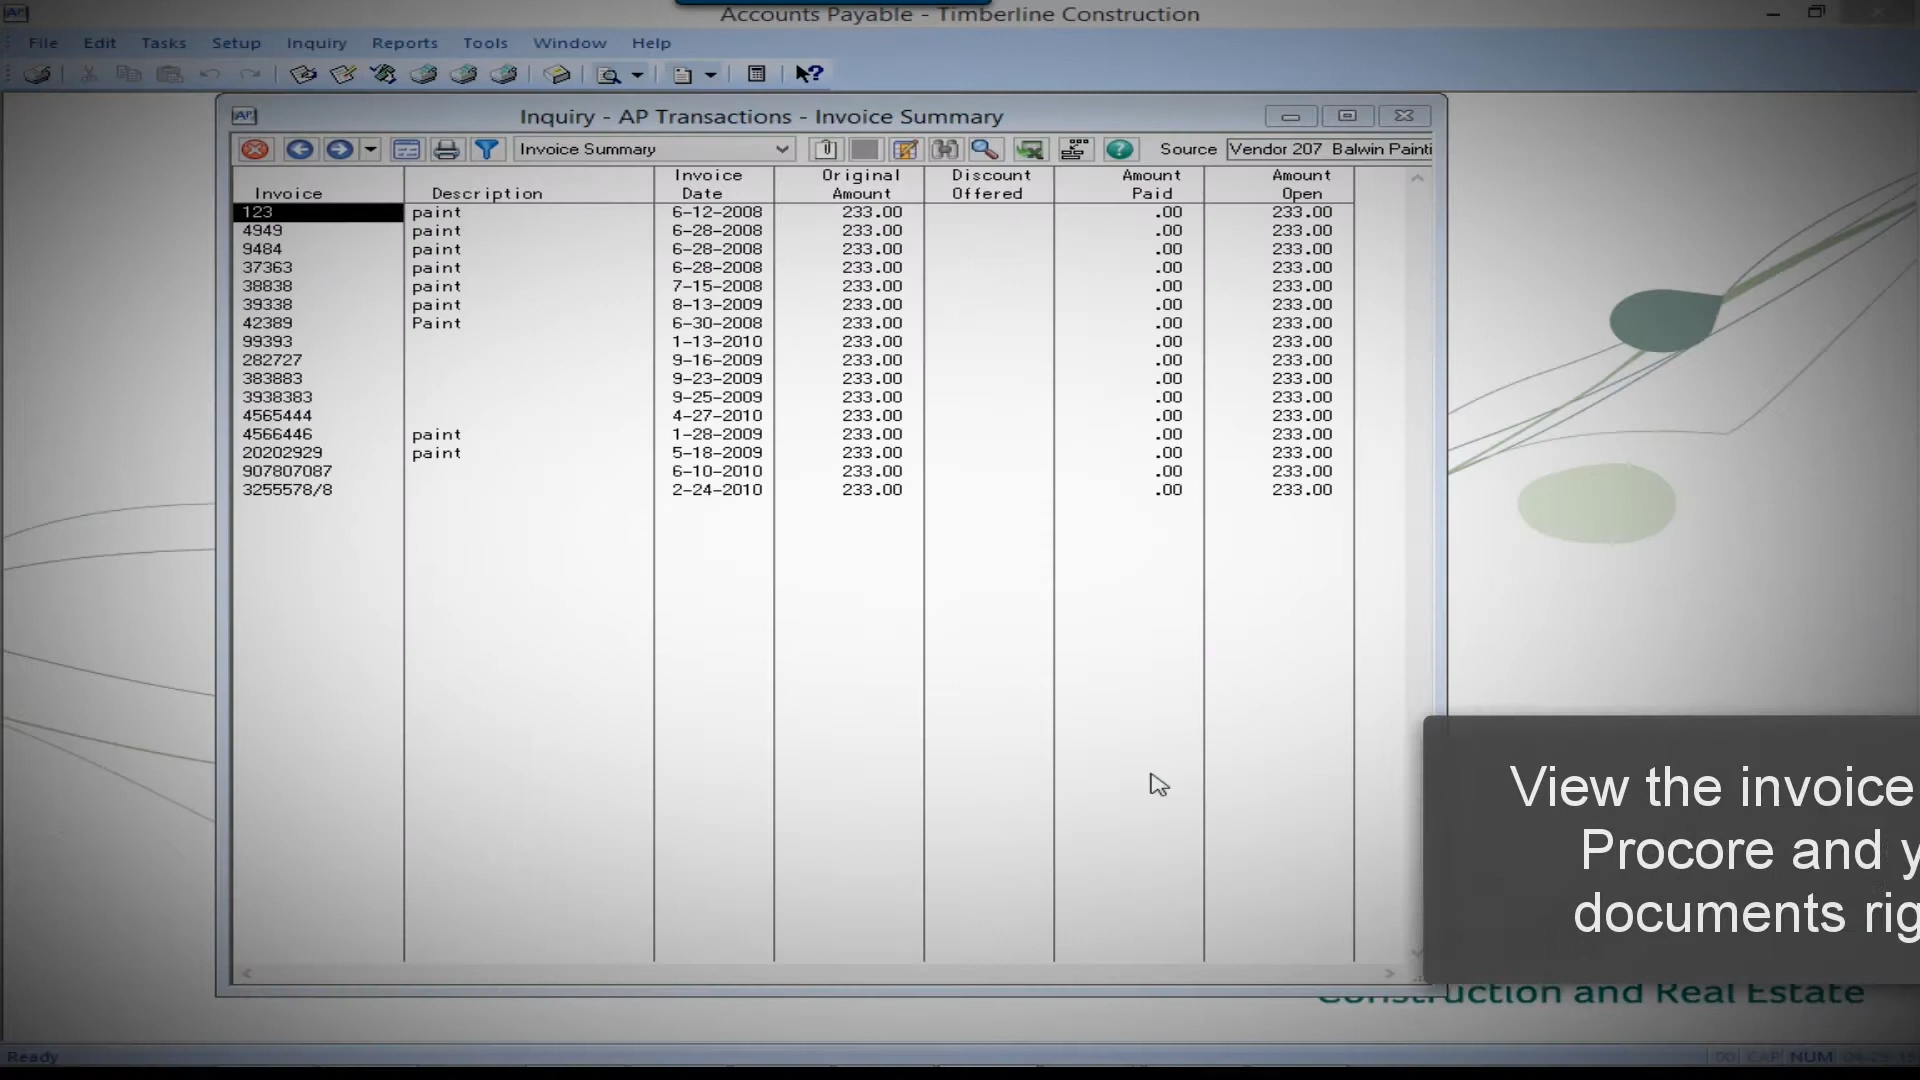 AP
Accounts Payable - Timberline Construction
File Edit Tasks Setup Inquiry Reports Tools Window Help
AP Inquiry - AP Transactions - Invoice Summary
Invoice Summary Source Vendor 207 Balwin Painti
Invoice Original Discount Amount Amount
Invoice Description Date Amount Offered Paid Open
123 paint 6-12-2008 233.00 .00 233.00
4949 paint 6-28-2008 233.00 .00 233.00
9484 paint 6-28-2008 233.00 .00 233.00
37363 paint 6-28-2008 233.00 .00 233.00
38838 paint 7-15-2008 233.00 .00 233.00
39338 paint 8-13-2009 233.00 .00 233.00
42389 Paint 6-30-2008 233.00 .00 233.00
99393 1-13-2010 233.00 .00 233.00
282727 9-16-2009 233.00 .00 233.00
383883 9-23-2009 233.00 .00 233.00
3938383 9-25-2009 233.00 .00 233.00
4565444 4-27-2010 233.00 .00 233.00
4566446 paint 1-28-2009 233.00 .00 233.00
20202929 paint 5-18-2009 233.00 .00 233.00
907807087 6-10-2010 233.00 .00 233.00
3255578/8 2-24-2010 233.00 .00 233.00
View the invoice
Procore and y
documents rig
Construction and Real Estate
Ready CAP NUM